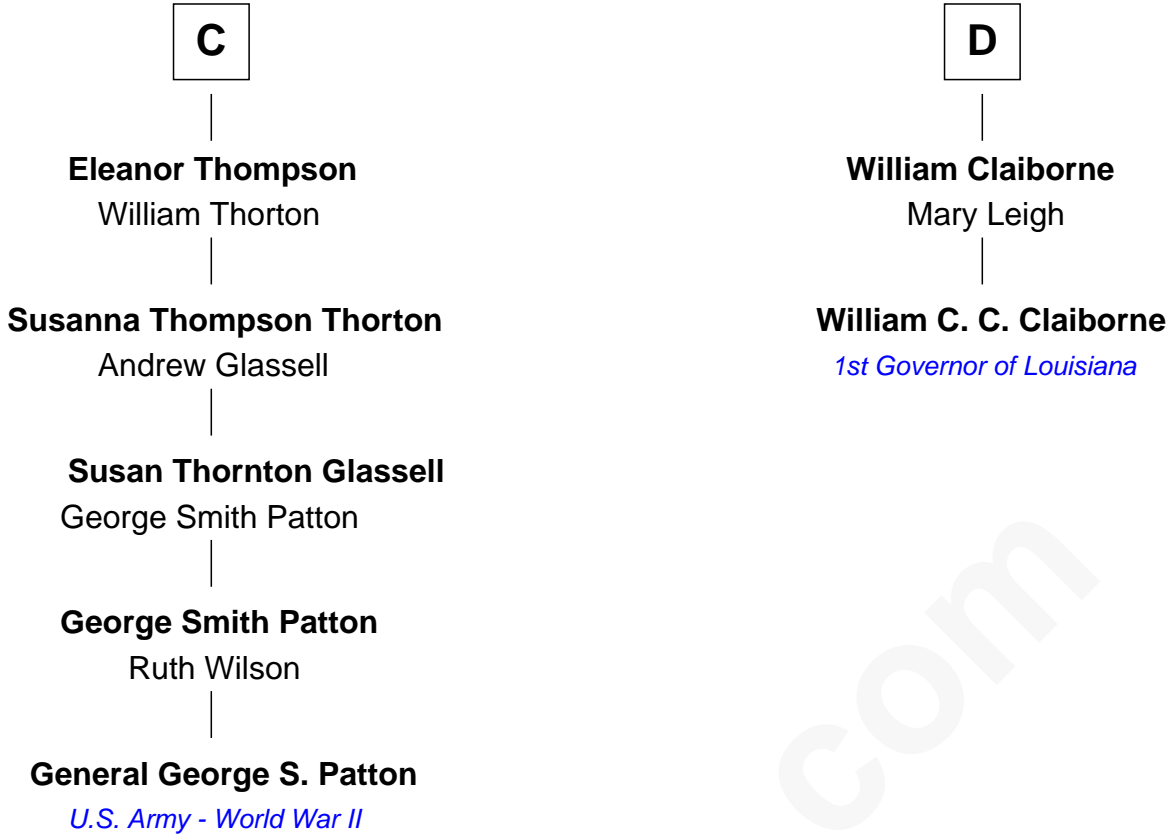 C
Eleanor Thompson
William Thorton
Susanna Thompson Thorton
Andrew Glassell
Susan Thornton Glassell
George Smith Patton
George Smith Patton
Ruth Wilson
General George S. Patton
U.S. Army - World War II
D
William Claiborne
Mary Leigh
William C. C. Claiborne
1st Governor of Louisiana
com